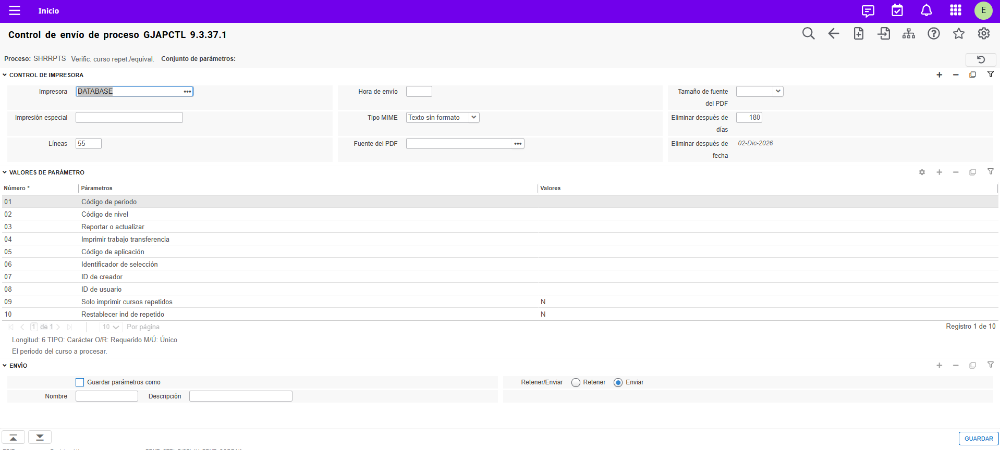 Inicio
E
Control de envío de proceso GJAPCTL 9.3.37.1
Proceso: SHRRPTS Verific. curso repet./equival. Conjunto de parámetros:
CONTROL DE IMPRESORA
Impresora DATABASE ••• Hora de envío Tamaño de fuente del PDF
Impresión especial Tipo MIME Texto sin formato Eliminar después de días 180
Líneas 55 Fuente del PDF ••• Eliminar después de fecha 02-Dic-2026
VALORES DE PARÁMETRO
Número * Párametros Valores
01 Código de periodo
02 Código de nivel
03 Reportar o actualizar
04 Imprimir trabajo transferencia
05 Código de aplicación
06 Identificador de selección
07 ID de creador
08 ID de usuario
09 Solo imprimir cursos repetidos N
10 Restablecer ind de repetido N
1 de 1 10 Por página Registro 1 de 10
Longitud: 6 TIPO: Carácter O/R: Requerido M/Ú: Único
El periodo del curso a procesar.
ENVÍO
Guardar parámetros como Retener/Enviar Retener Enviar
Nombre Descripción
GUARDAR